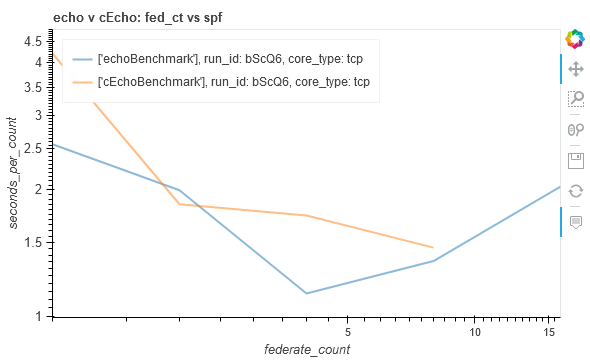 echo v cEcho: fed_ct vs spf
['echoBenchmark'], run_id: bScQ6, core_type: tcp
['cEchoBenchmark'], run_id: bScQ6, core_type: tcp
4.5
4
3.5
3
2.5
2
1.5
1
seconds_per_count
5
10
15
federate_count